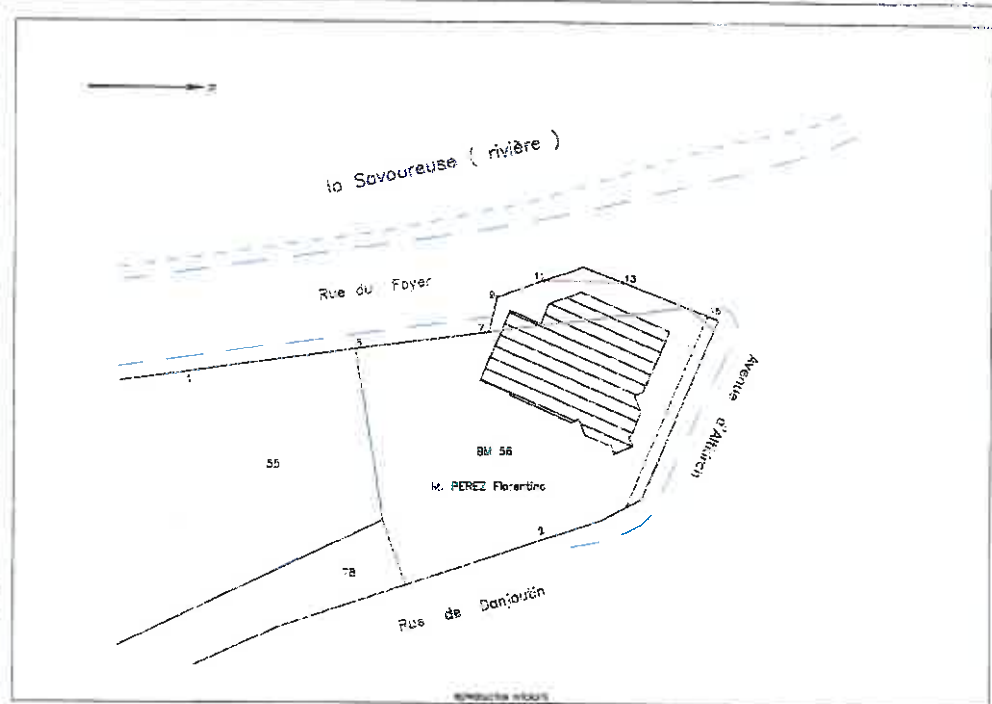 la Savoureuse ( rivière )
Rue du Foyer
11
13
9
15
7
5
1
Avenue d'Altkirch
55
BM 56
M. PEREZ Florentino
2
78
Rue de Danjoutin